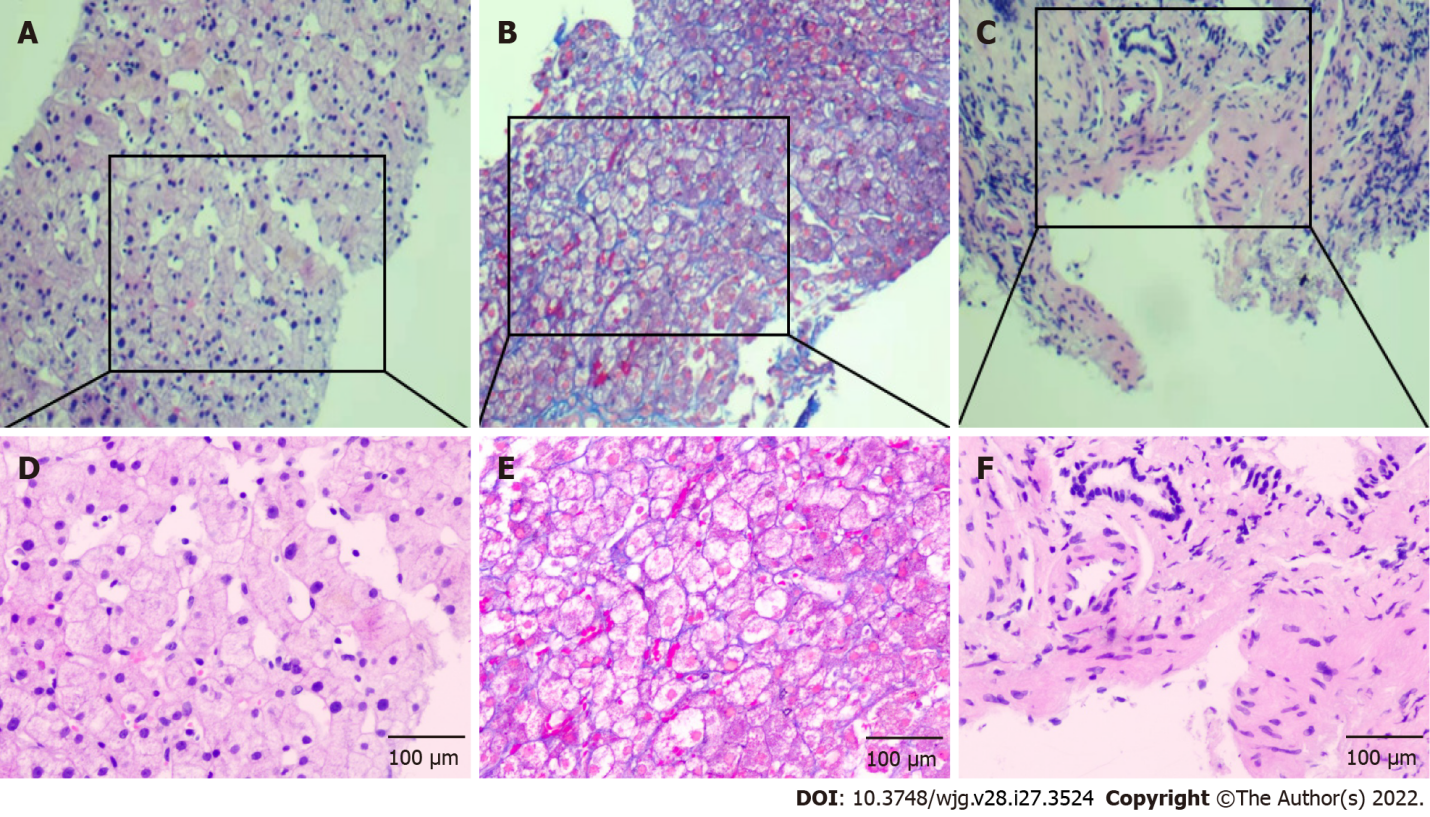 A
B
C
D
E
F
100 µm
100 µm
100 µm
DOI: 10.3748/wjg.v28.i27.3524 Copyright ©The Author(s) 2022.